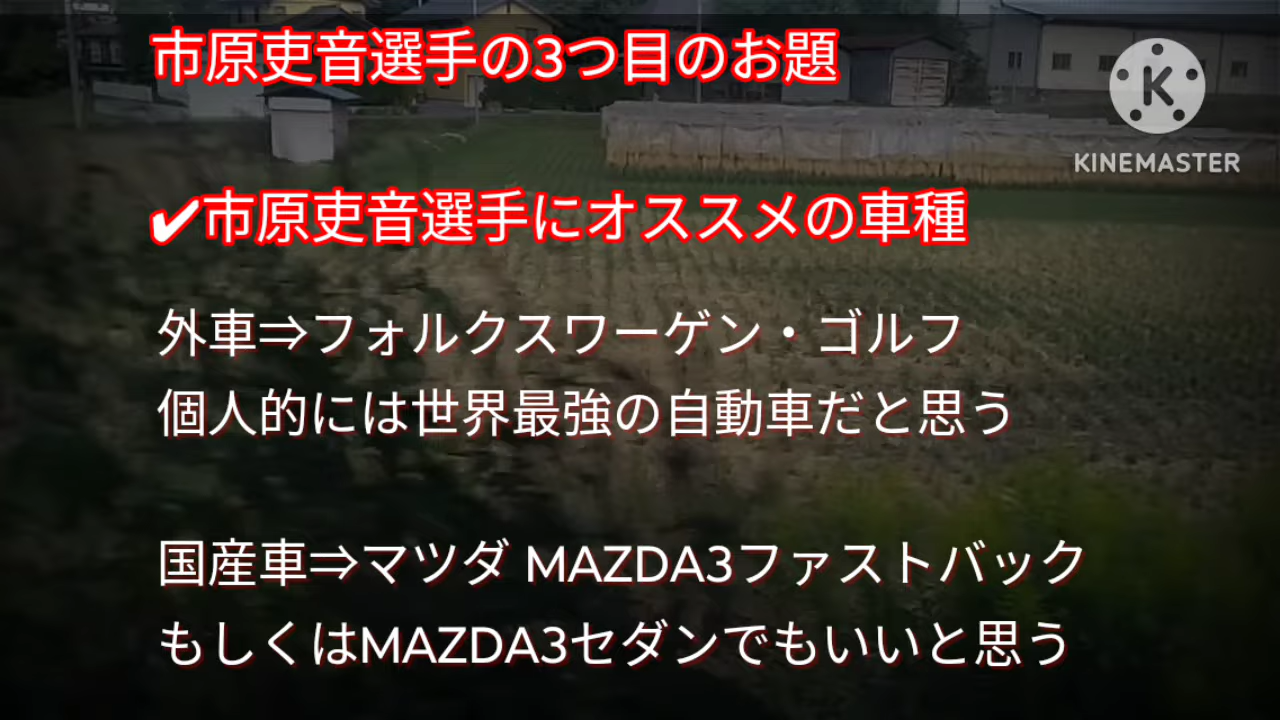 市原吏音選手の3つ目のお題
KINEMASTER
✔市原吏音選手にオススメの車種
外車⇒フォルクスワーゲン・ゴルフ
個人的には世界最強の自動車だと思う
国産車⇒マツダ MAZDA3ファストバック
もしくはMAZDA3セダンでもいいと思う